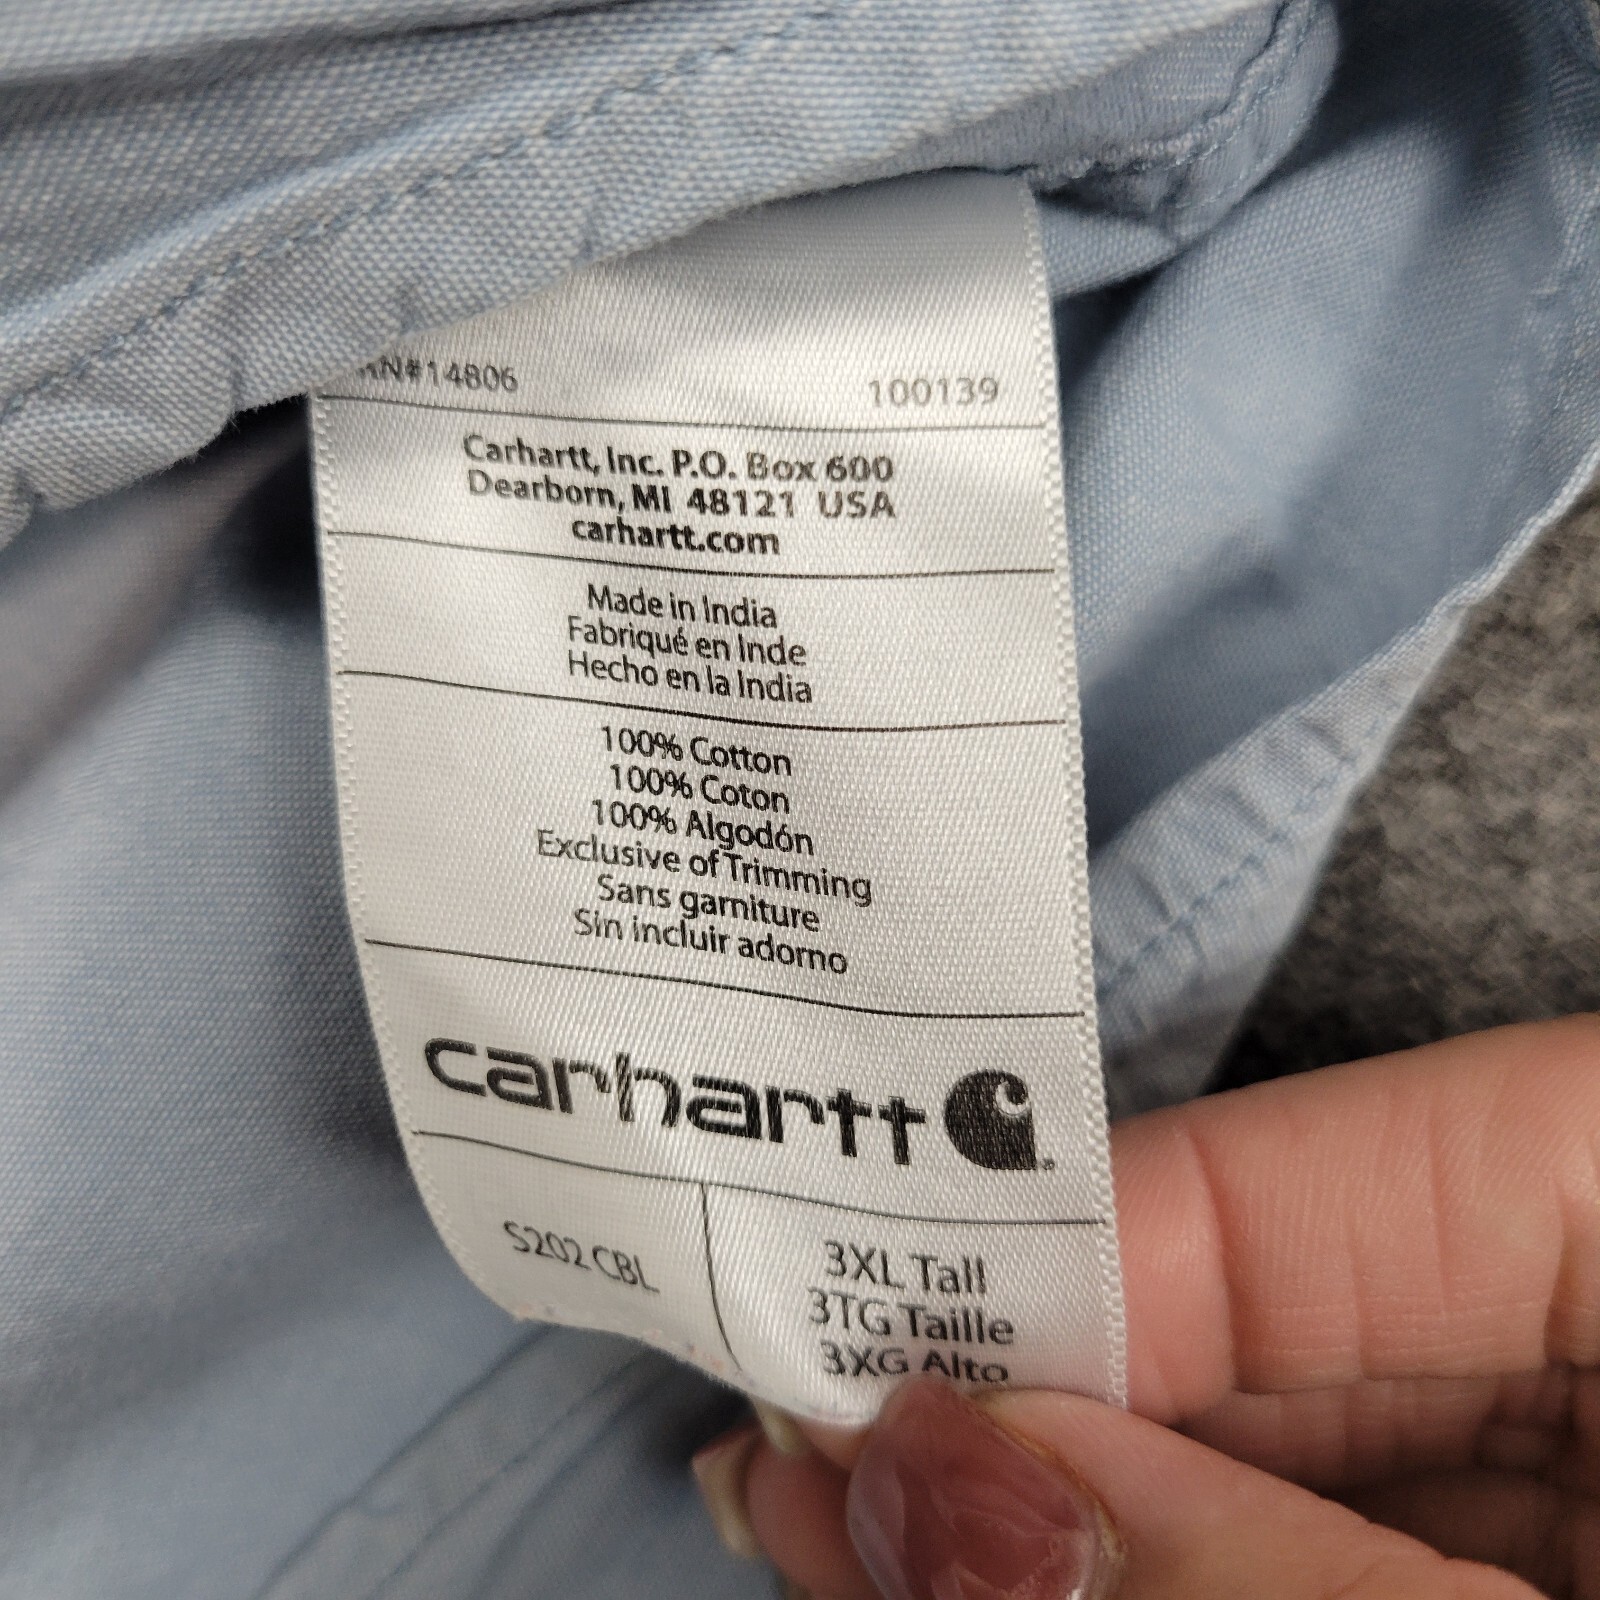 RN#14806 100139
Carhartt, Inc. P.O. Box 600
Dearborn, MI 48121 USA
carhartt.com
Made in India
Fabriqué en Inde
Hecho en la India
100% Cotton
100% Coton
100% Algodón
Exclusive of Trimming
Sans garniture
Sin incluir adorno
carhartt
S202 CBL
3XL Tall
3TG Taille
3XG Alto